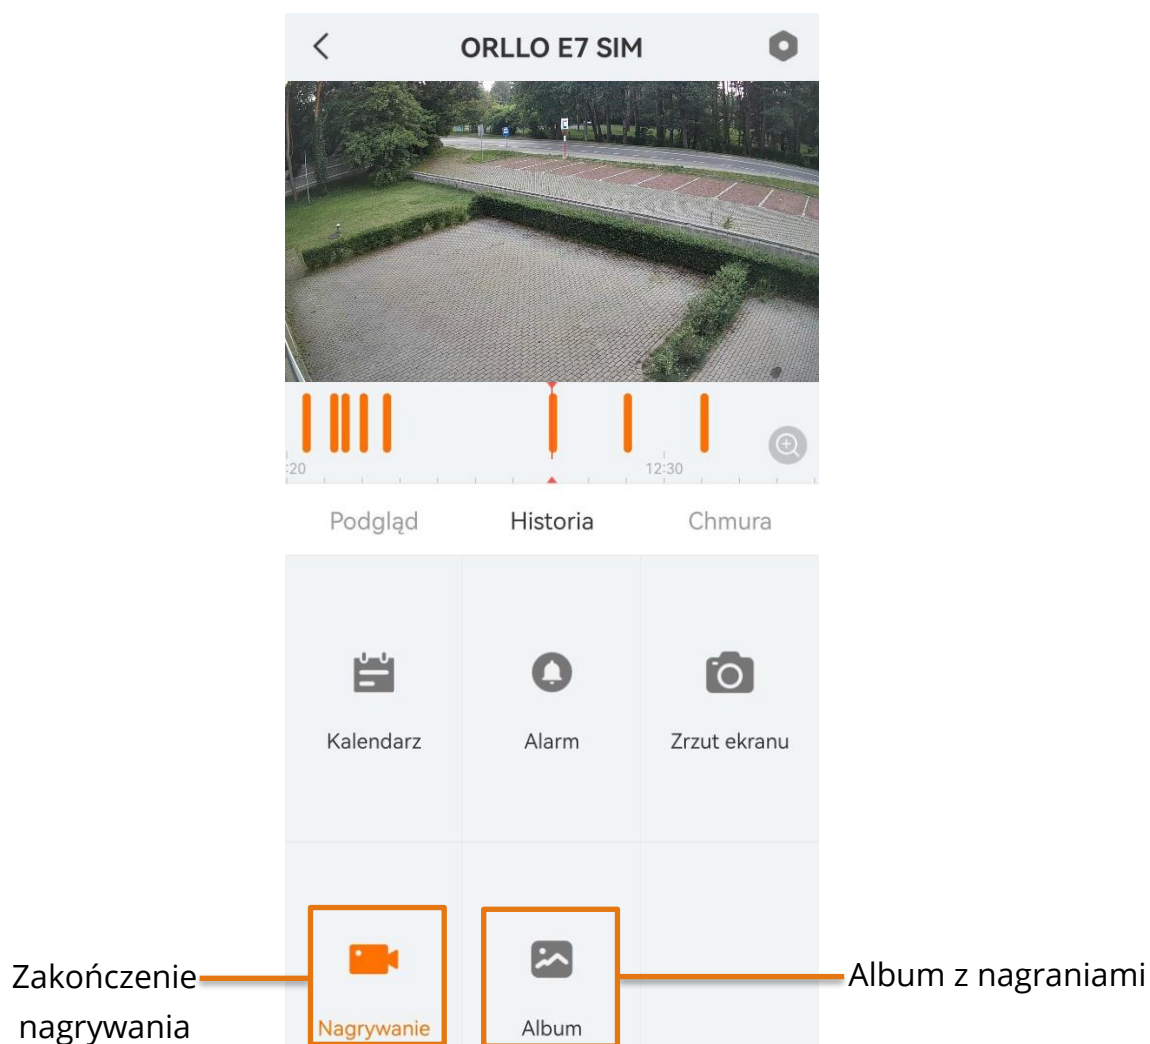 ORLLO E7 SIM
:20
12:30
Podgląd Historia Chmura
Kalendarz Alarm Zrzut ekranu
Zakończenie
nagrywania
Album z nagraniami
Nagrywanie Album